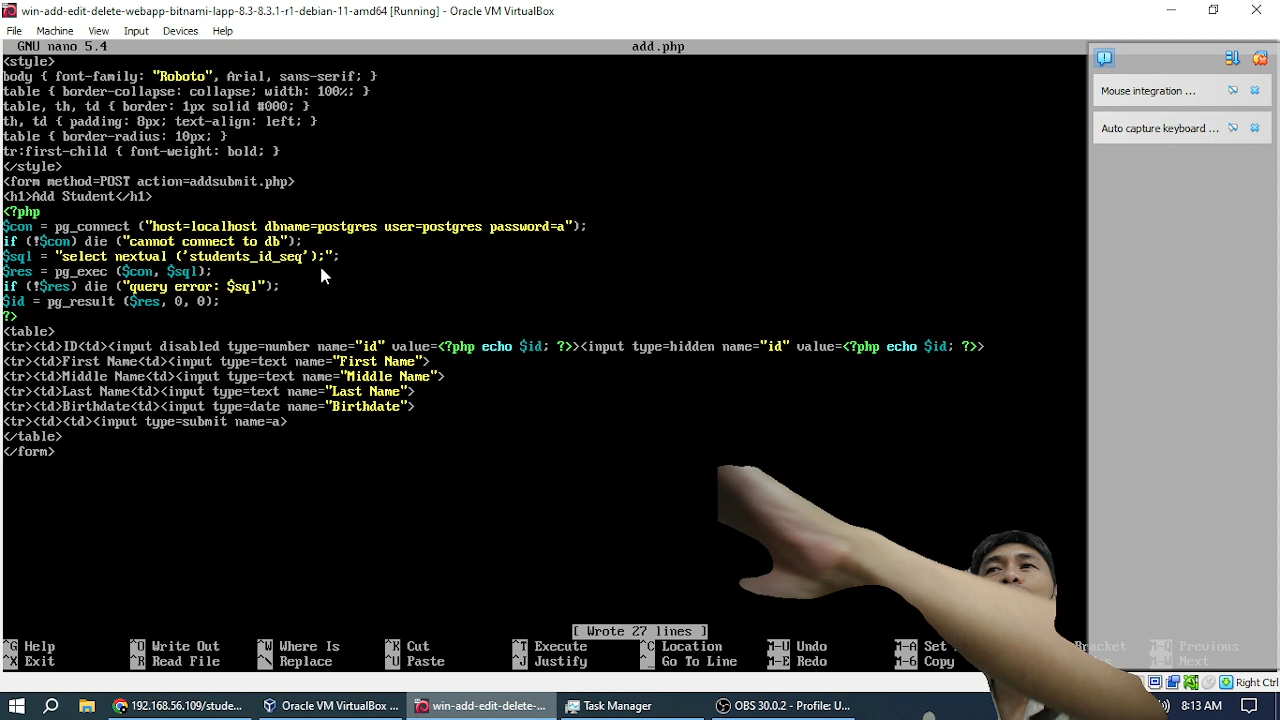 win-add-edit-delete-webapp-bitnami-lapp-8.3-8.3.1-r1-debian-11-amd64 [Running] - Oracle VM VirtualBox
File Machine View Input Devices Help
GNU nano 5.4 add.php
<style>
body { font-family: "Roboto", Arial, sans-serif; }
table { border-collapse: collapse; width: 100%; }
table, th, td { border: 1px solid #000; }
th, td { padding: 8px; text-align: left; }
table { border-radius: 10px; }
tr:first-child { font-weight: bold; }
</style>
<form method=POST action=addsubmit.php>
<h1>Add Student</h1>
<?php
$con = pg_connect ("host=localhost dbname=postgres user=postgres password=a");
if (!$con) die ("cannot connect to db");
$sql = "select nextval ('students_id_seq');";
$res = pg_exec ($con, $sql);
if (!$res) die ("query error: $sql");
$id = pg_result ($res, 0, 0);
?>
<table>
<tr><td>ID<td><input disabled type=number name="id" value=<?php echo $id; ?>><input type=hidden name="id" value=<?php echo $id; ?>>
<tr><td>First Name<td><input type=text name="First Name">
<tr><td>Middle Name<td><input type=text name="Middle Name">
<tr><td>Last Name<td><input type=text name="Last Name">
<tr><td>Birthdate<td><input type=date name="Birthdate">
<tr><td><td><input type=submit name=a>
</table>
</form>
Mouse integration ...
Auto capture keyboard ...
[ Wrote 27 lines ]
^G Help ^O Write Out ^W Where Is ^K Cut ^T Execute ^C Location M-U Undo M-A Set Bracket M-Q Previous
^X Exit ^R Read File ^\ Replace ^U Paste ^J Justify ^_ Go To Line M-E Redo M-6 Copy M-W Next
Right Ctrl
192.168.56.109/stude... Oracle VM VirtualBox ... win-add-edit-delete-... Task Manager OBS 30.0.2 - Profile: U... 8:13 AM